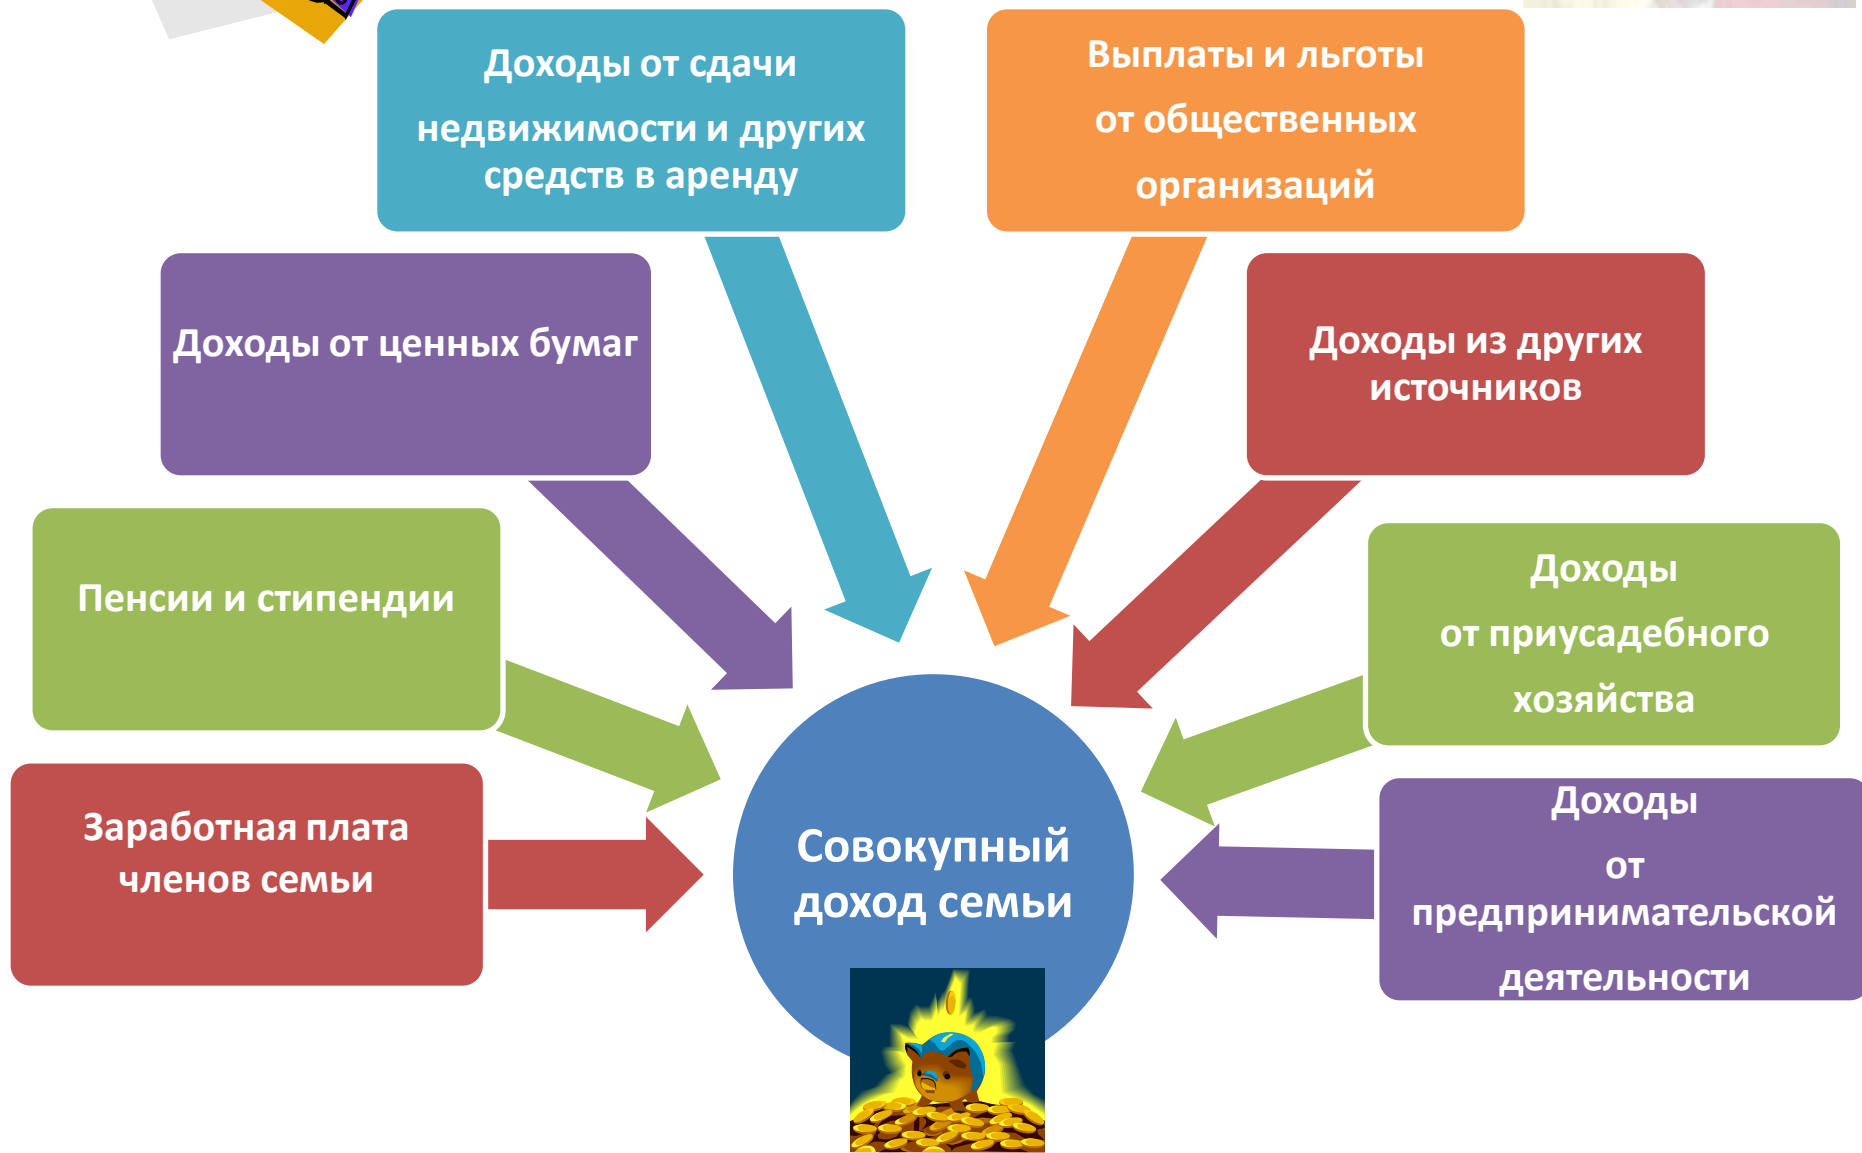 Доходы от сдачи
недвижимости и других
средств в аренду
Выплаты и льготы
от общественных
организаций
Доходы от ценных бумаг
Доходы из других
источников
Пенсии и стипендии
Доходы
от приусадебного
хозяйства
Заработная плата
членов семьи
Доходы
от
предпринимательской
деятельности
Совокупный
доход семьи